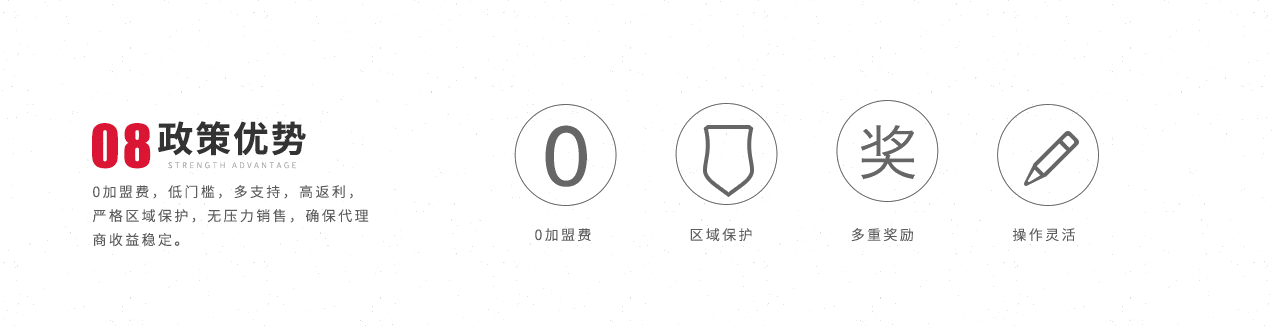 08 政策优势
STRENGTH ADVANTAGE
0加盟费，低门槛，多支持，高返利，
严格区域保护，无压力销售，确保代理
商收益稳定。
0
奖
0加盟费
区域保护
多重奖励
操作灵活